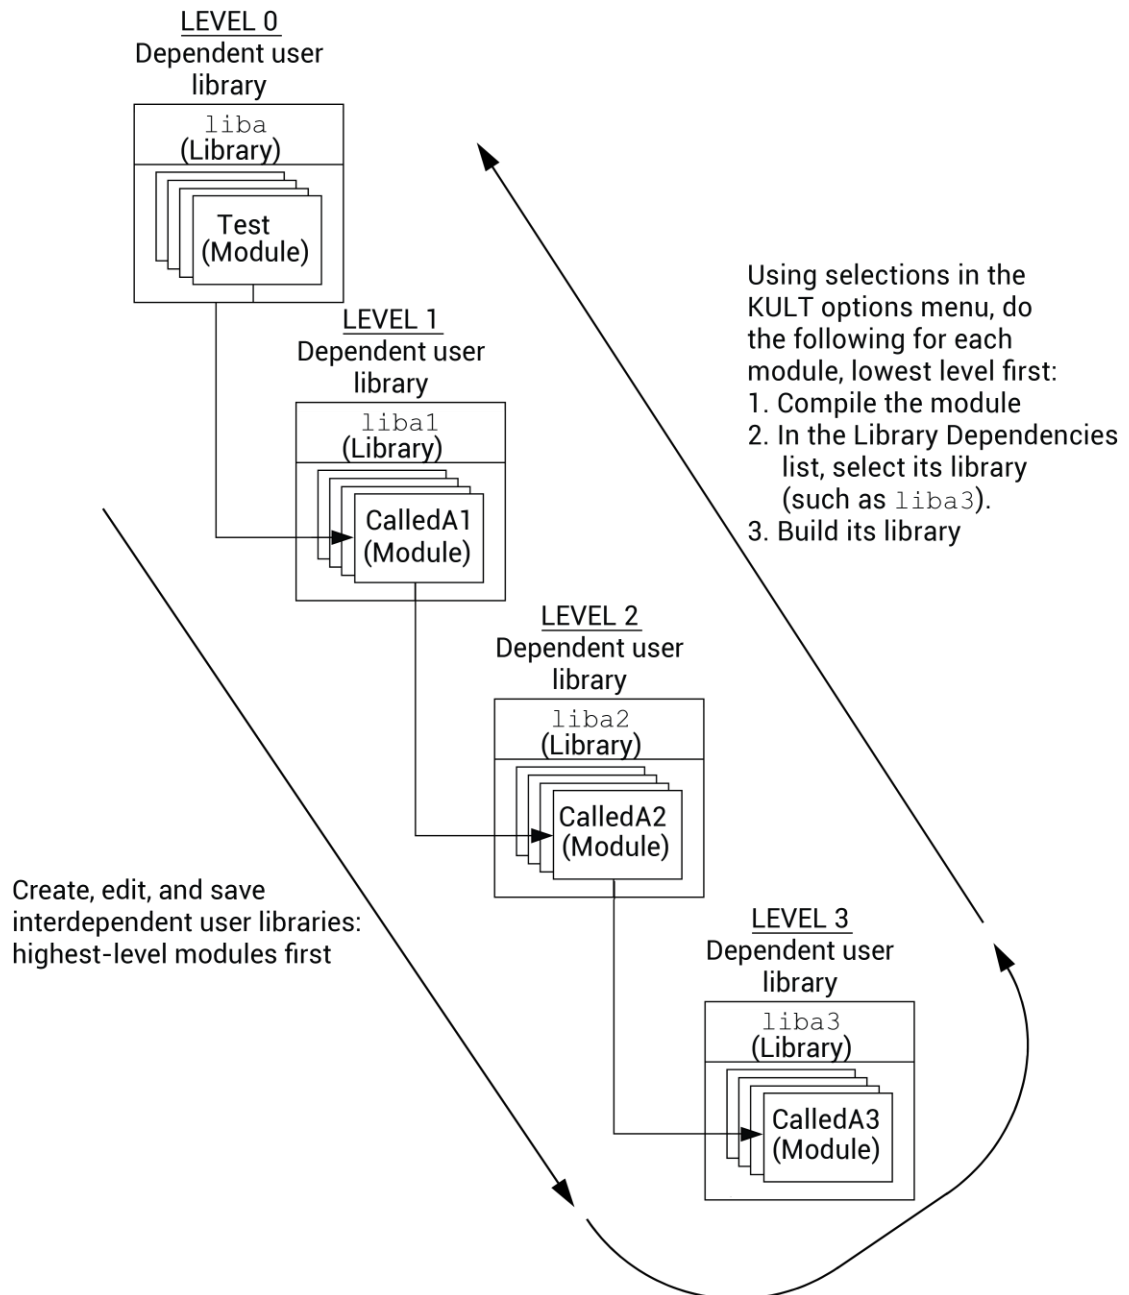 LEVEL 0
Dependent user
library
liba
(Library)
Test
(Module)
LEVEL 1
Dependent user
library
liba1
(Library)
CalledA1
(Module)
Using selections in the
KULT options menu, do
the following for each
module, lowest level first:
1. Compile the module
2. In the Library Dependencies
list, select its library
(such as liba3).
3. Build its library
LEVEL 2
Dependent user
library
liba2
(Library)
CalledA2
(Module)
Create, edit, and save
interdependent user libraries:
highest-level modules first
LEVEL 3
Dependent user
library
liba3
(Library)
CalledA3
(Module)